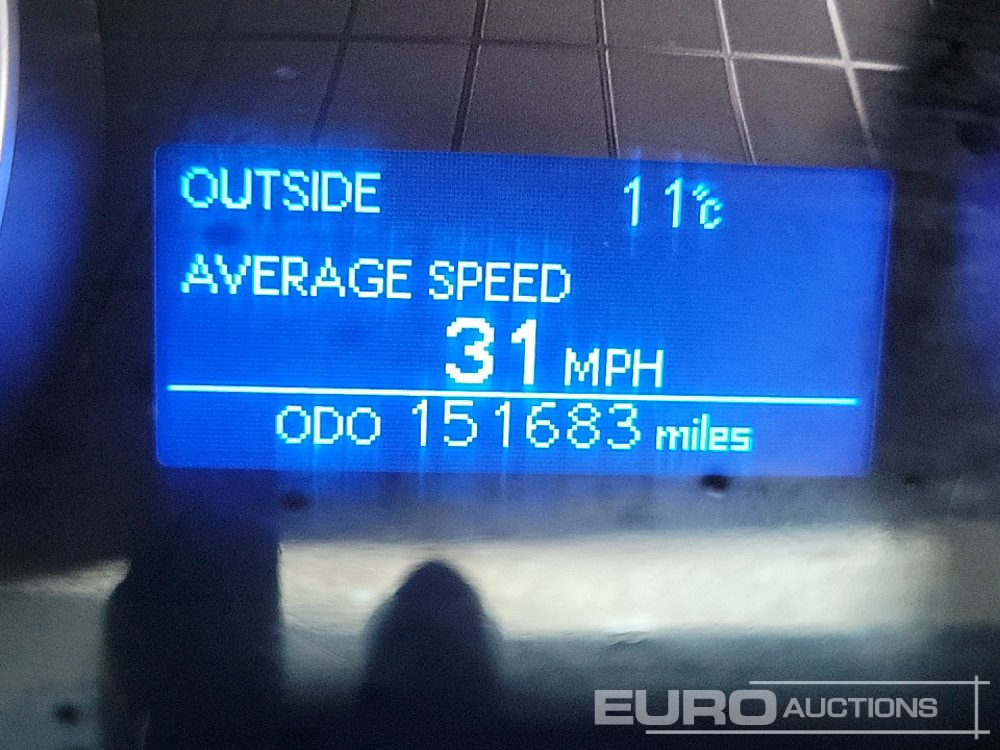 OUTSIDE 11°C
AVERAGE SPEED
31 MPH
ODO 151683 miles
EURO AUCTIONS